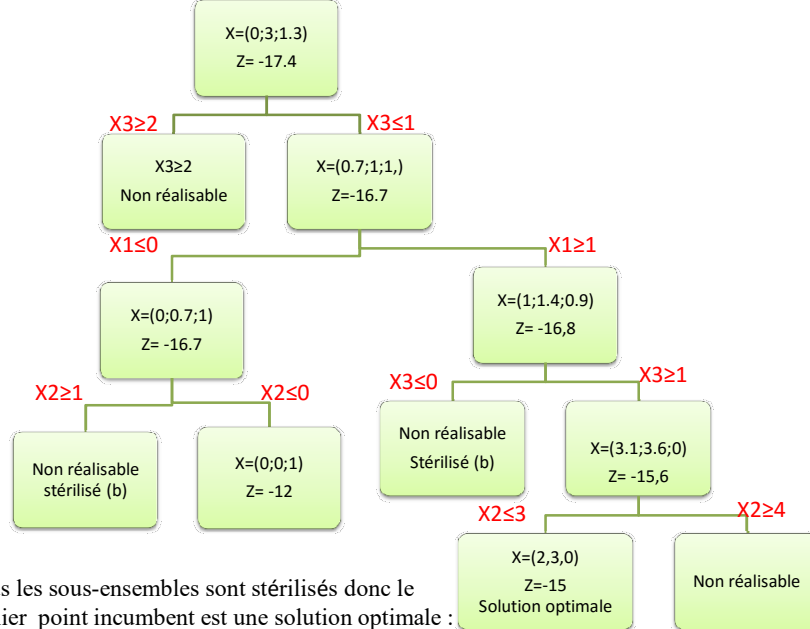 X=(0;3;1.3)
Z= -17.4
X3≥2
X3≤1
X3≥2
Non réalisable
X=(0.7;1;1,)
Z=-16.7
X1≤0
X1≥1
X=(0;0.7;1)
Z= -16.7
X=(1;1.4;0.9)
Z= -16,8
X2≥1
X2≤0
X3≤0
X3≥1
Non réalisable
stérilisé (b)
X=(0;0;1)
Z= -12
Non réalisable
Stérilisé (b)
X=(3.1;3.6;0)
Z= -15,6
X2≤3
X2≥4
X=(2,3,0)
Z=-15
Solution optimale
Non réalisable
s les sous-ensembles sont stérilisés donc le
ier point incumbent est une solution optimale :